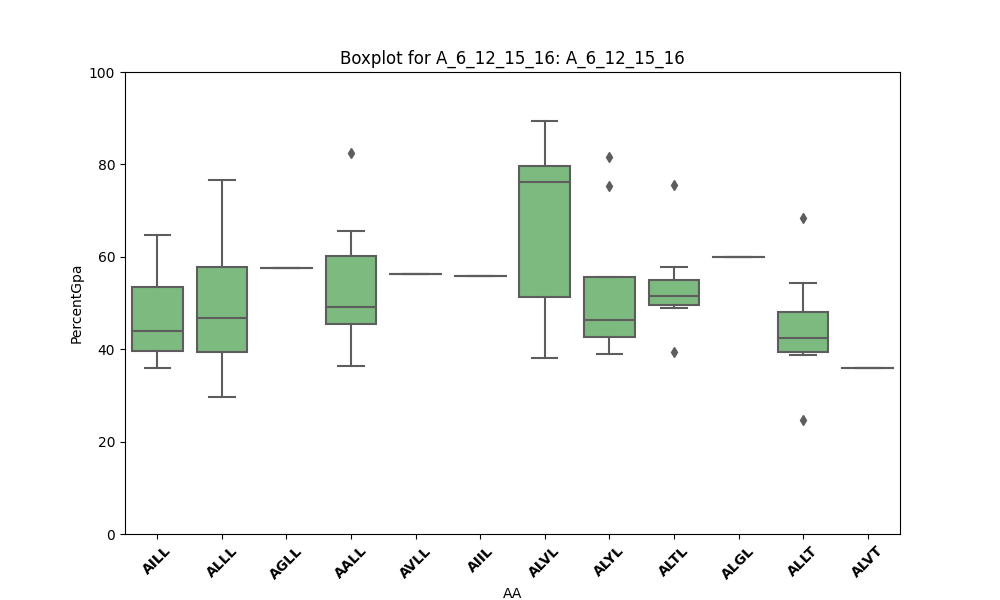 Boxplot for A_6_12_15_16: A_6_12_15_16
PercentGpa
100
80
60
40
20
0
AILL
ALLL
AGLL
AALL
AVLL
AIIL
ALVL
ALYL
ALTL
ALGL
ALLT
ALVT
AA